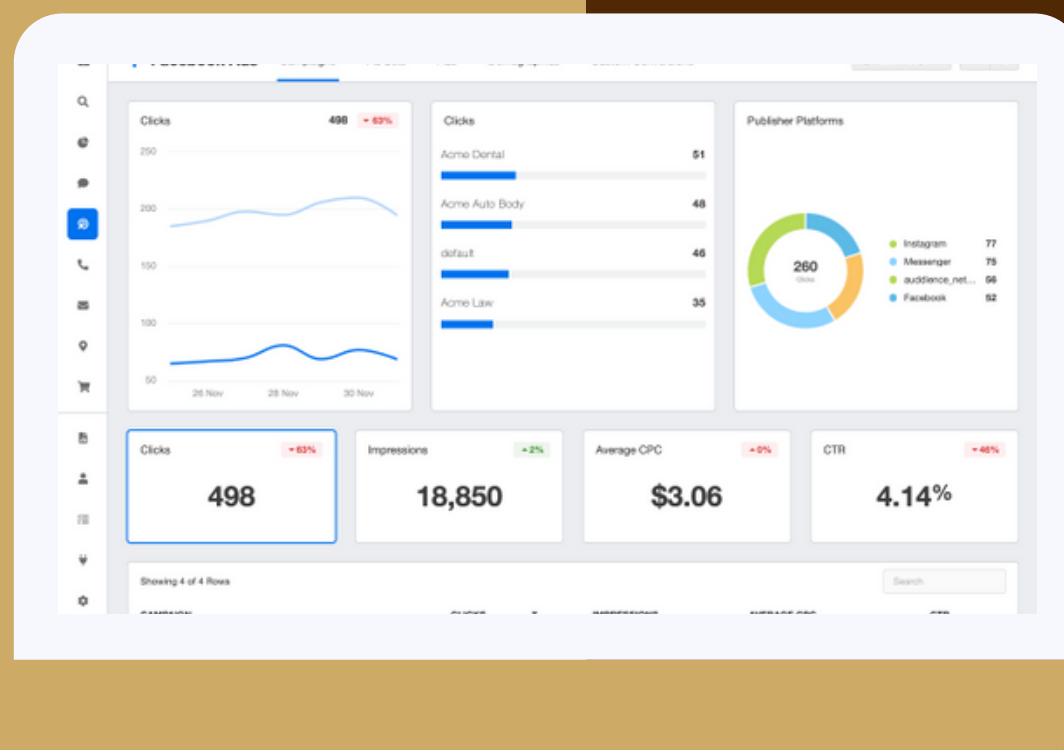 Clicks
498
63%
250
200
150
100
50
26 Nov
28 Nov
30 Nov
Clicks
Acme Dental
51
Acme Auto Body
48
default
46
Acme Law
35
Publisher Platforms
260
Clicks
Instagram 77
Messenger 75
auddience_net... 56
Facebook 52
Clicks
63%
498
Impressions
2%
18,850
Average CPC
0%
$3.06
CTR
46%
4.14%
Showing 4 of 4 Rows
Search